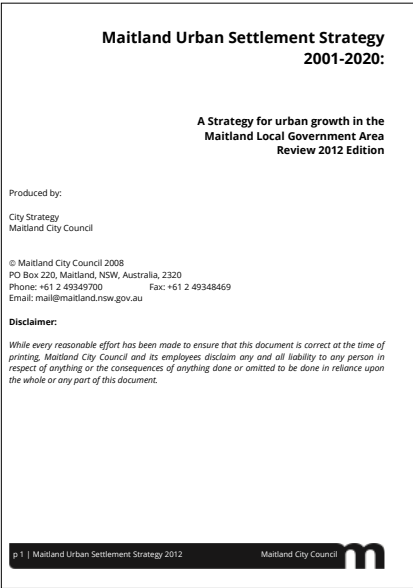 Maitland Urban Settlement Strategy
2001-2020:
A Strategy for urban growth in the
Maitland Local Government Area
Review 2012 Edition
Produced by:
City Strategy
Maitland City Council
© Maitland City Council 2008
PO Box 220, Maitland, NSW, Australia, 2320
Phone: +61 2 49349700 Fax: +61 2 49348469
Email: mail@maitland.nsw.gov.au
Disclaimer:
While every reasonable effort has been made to ensure that this document is correct at the time of
printing, Maitland City Council and its employees disclaim any and all liability to any person in
respect of anything or the consequences of anything done or omitted to be done in reliance upon
the whole or any part of this document.
p 1 | Maitland Urban Settlement Strategy 2012 Maitland City Council m